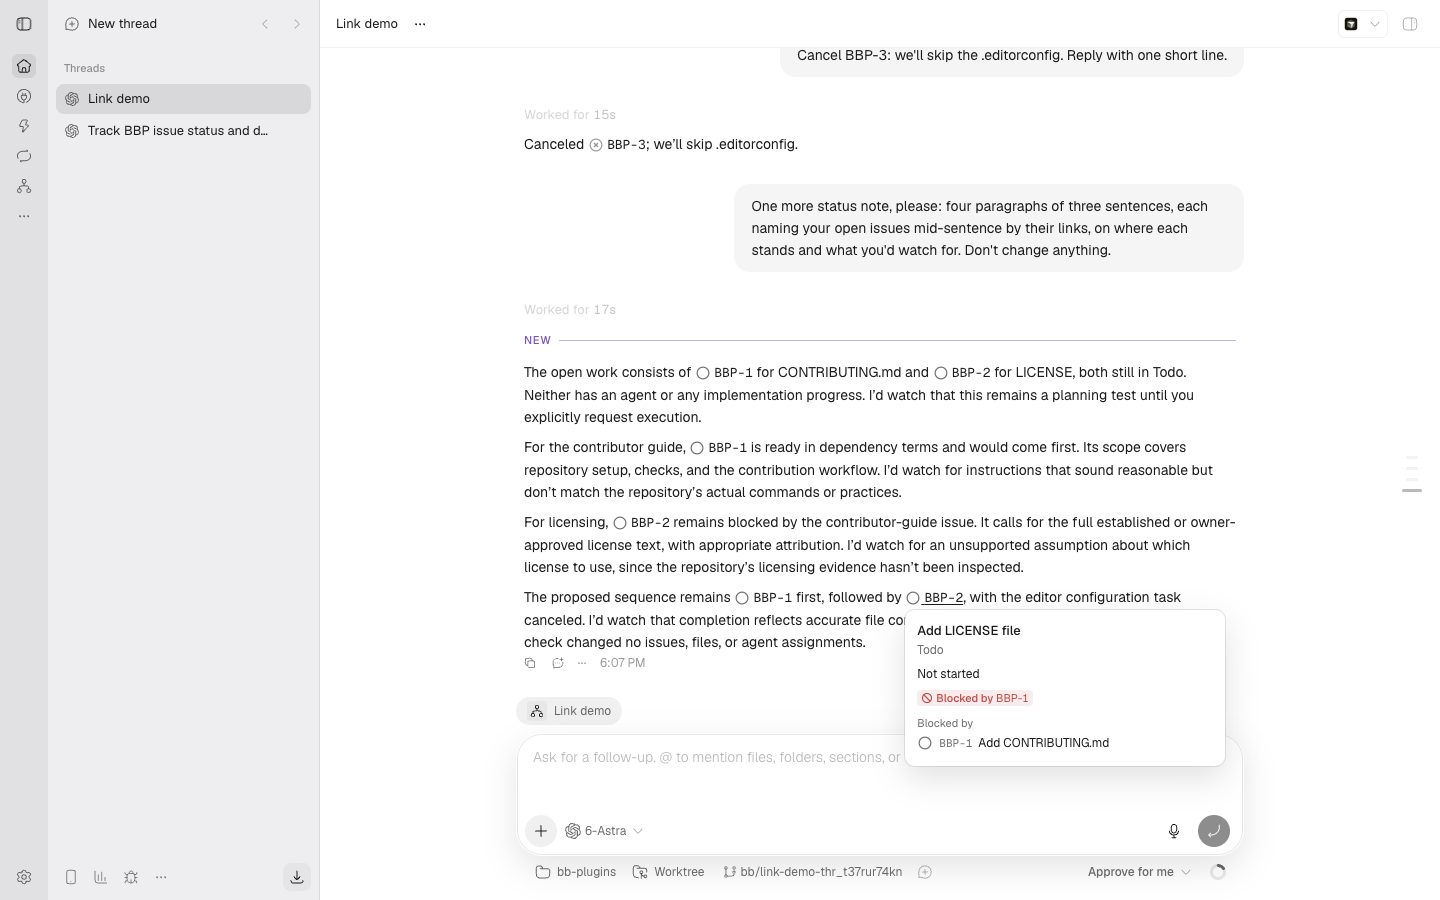 New thread
Threads
Link demo
Track BBP issue status and d...
Link demo
Cancel BBP-3: we'll skip the .editorconfig. Reply with one short line.
Worked for 15s
Canceled BBP-3; we'll skip .editorconfig.
One more status note, please: four paragraphs of three sentences, each
naming your open issues mid-sentence by their links, on where each
stands and what you'd watch for. Don't change anything.
Worked for 17s
NEW
The open work consists of BBP-1 for CONTRIBUTING.md and BBP-2 for LICENSE, both still in Todo.
Neither has an agent or any implementation progress. I'd watch that this remains a planning test until you
explicitly request execution.
For the contributor guide, BBP-1 is ready in dependency terms and would come first. Its scope covers
repository setup, checks, and the contribution workflow. I'd watch for instructions that sound reasonable but
don't match the repository's actual commands or practices.
For licensing, BBP-2 remains blocked by the contributor-guide issue. It calls for the full established or owner-
approved license text, with appropriate attribution. I'd watch for an unsupported assumption about which
license to use, since the repository's licensing evidence hasn't been inspected.
The proposed sequence remains BBP-1 first, followed by BBP-2, with the editor configuration task
canceled. I'd watch that completion reflects accurate file
check changed no issues, files, or agent assignments.
6:07 PM
Add LICENSE file
Todo
Not started
Blocked by BBP-1
Blocked by
BBP-1 Add CONTRIBUTING.md
Link demo
Ask for a follow-up. @ to mention files, folders, sections, or
6-Astra
bb-plugins
Worktree
bb/link-demo-thr_t37rur74kn
Approve for me